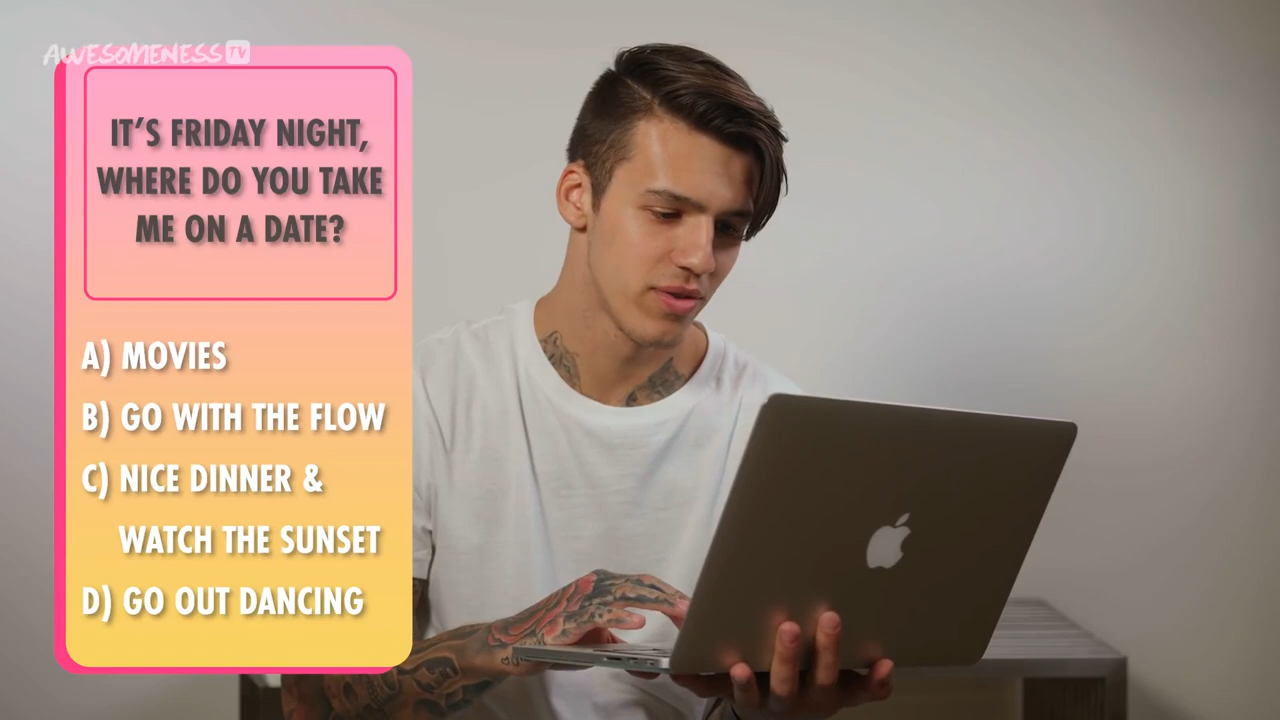 AWESOMENESS TV
IT'S FRIDAY NIGHT,
WHERE DO YOU TAKE
ME ON A DATE?
A) MOVIES
B) GO WITH THE FLOW
C) NICE DINNER &
WATCH THE SUNSET
D) GO OUT DANCING